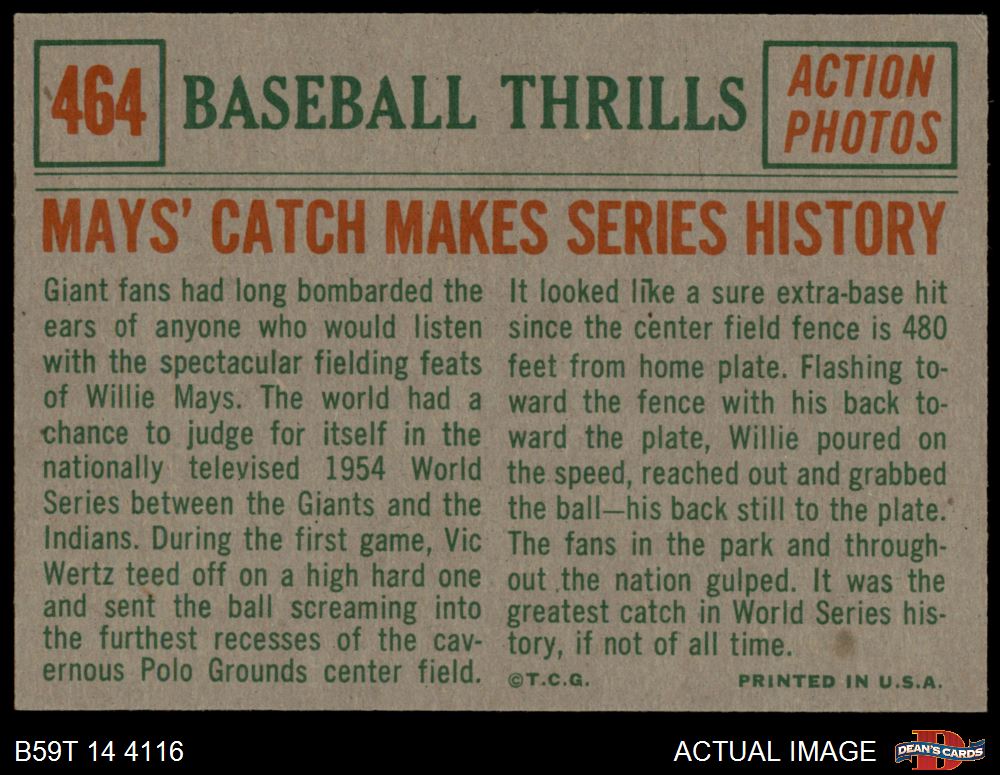 464
BASEBALL THRILLS
ACTION
PHOTOS
MAYS' CATCH MAKES SERIES HISTORY
Giant fans had long bombarded the
ears of anyone who would listen
with the spectacular fielding feats
of Willie Mays. The world had a
chance to judge for itself in the
nationally televised 1954 World
Series between the Giants and the
Indians. During the first game, Vic
Wertz teed off on a high hard one
and sent the ball screaming into
the furthest recesses of the cav-
ernous Polo Grounds center field.
It looked like a sure extra-base hit
since the center field fence is 480
feet from home plate. Flashing to-
ward the fence with his back to-
ward the plate, Willie poured on
the speed, reached out and grabbed
the ball—his back still to the plate.
The fans in the park and through-
out the nation gulped. It was the
greatest catch in World Series his-
tory, if not of all time.
©T.C.G.
PRINTED IN U.S.A.
B59T 14 4116
ACTUAL IMAGE
DEAN'S CARDS